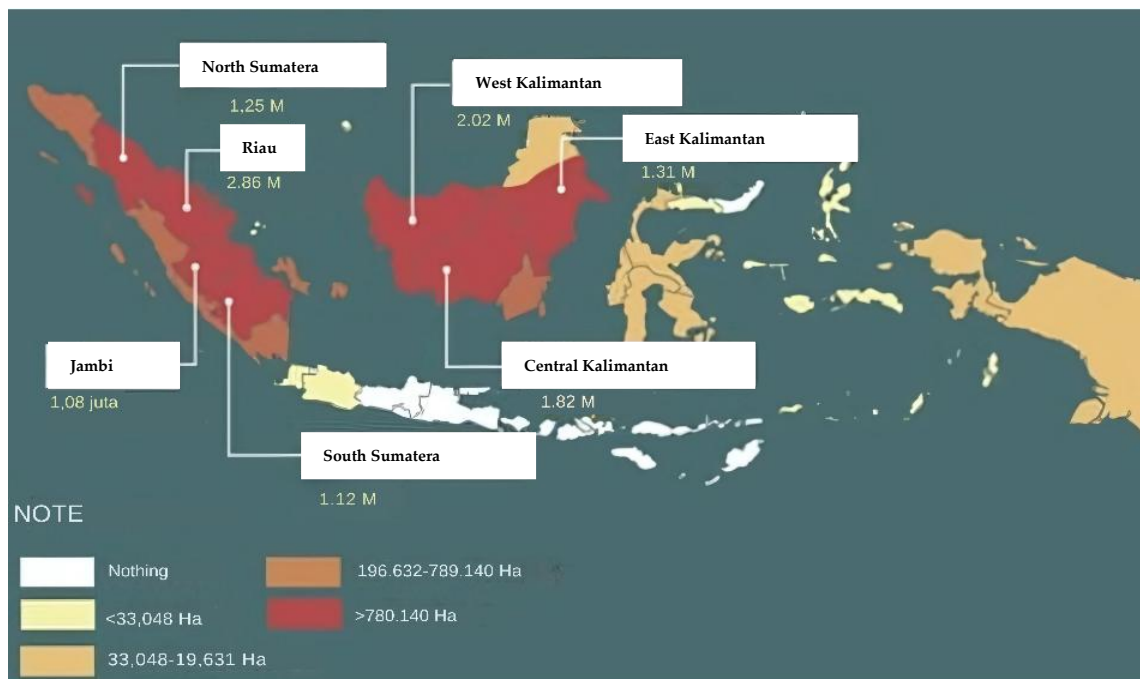 North Sumatera
1,25 M
West Kalimantan
2.02 M
Riau
2.86 M
East Kalimantan
1.31 M
Jambi
1,08 juta
Central Kalimantan
1.82 M
South Sumatera
1.12 M
NOTE
Nothing
<33,048 Ha
33,048-19,631 Ha
196.632-789.140 Ha
>780.140 Ha